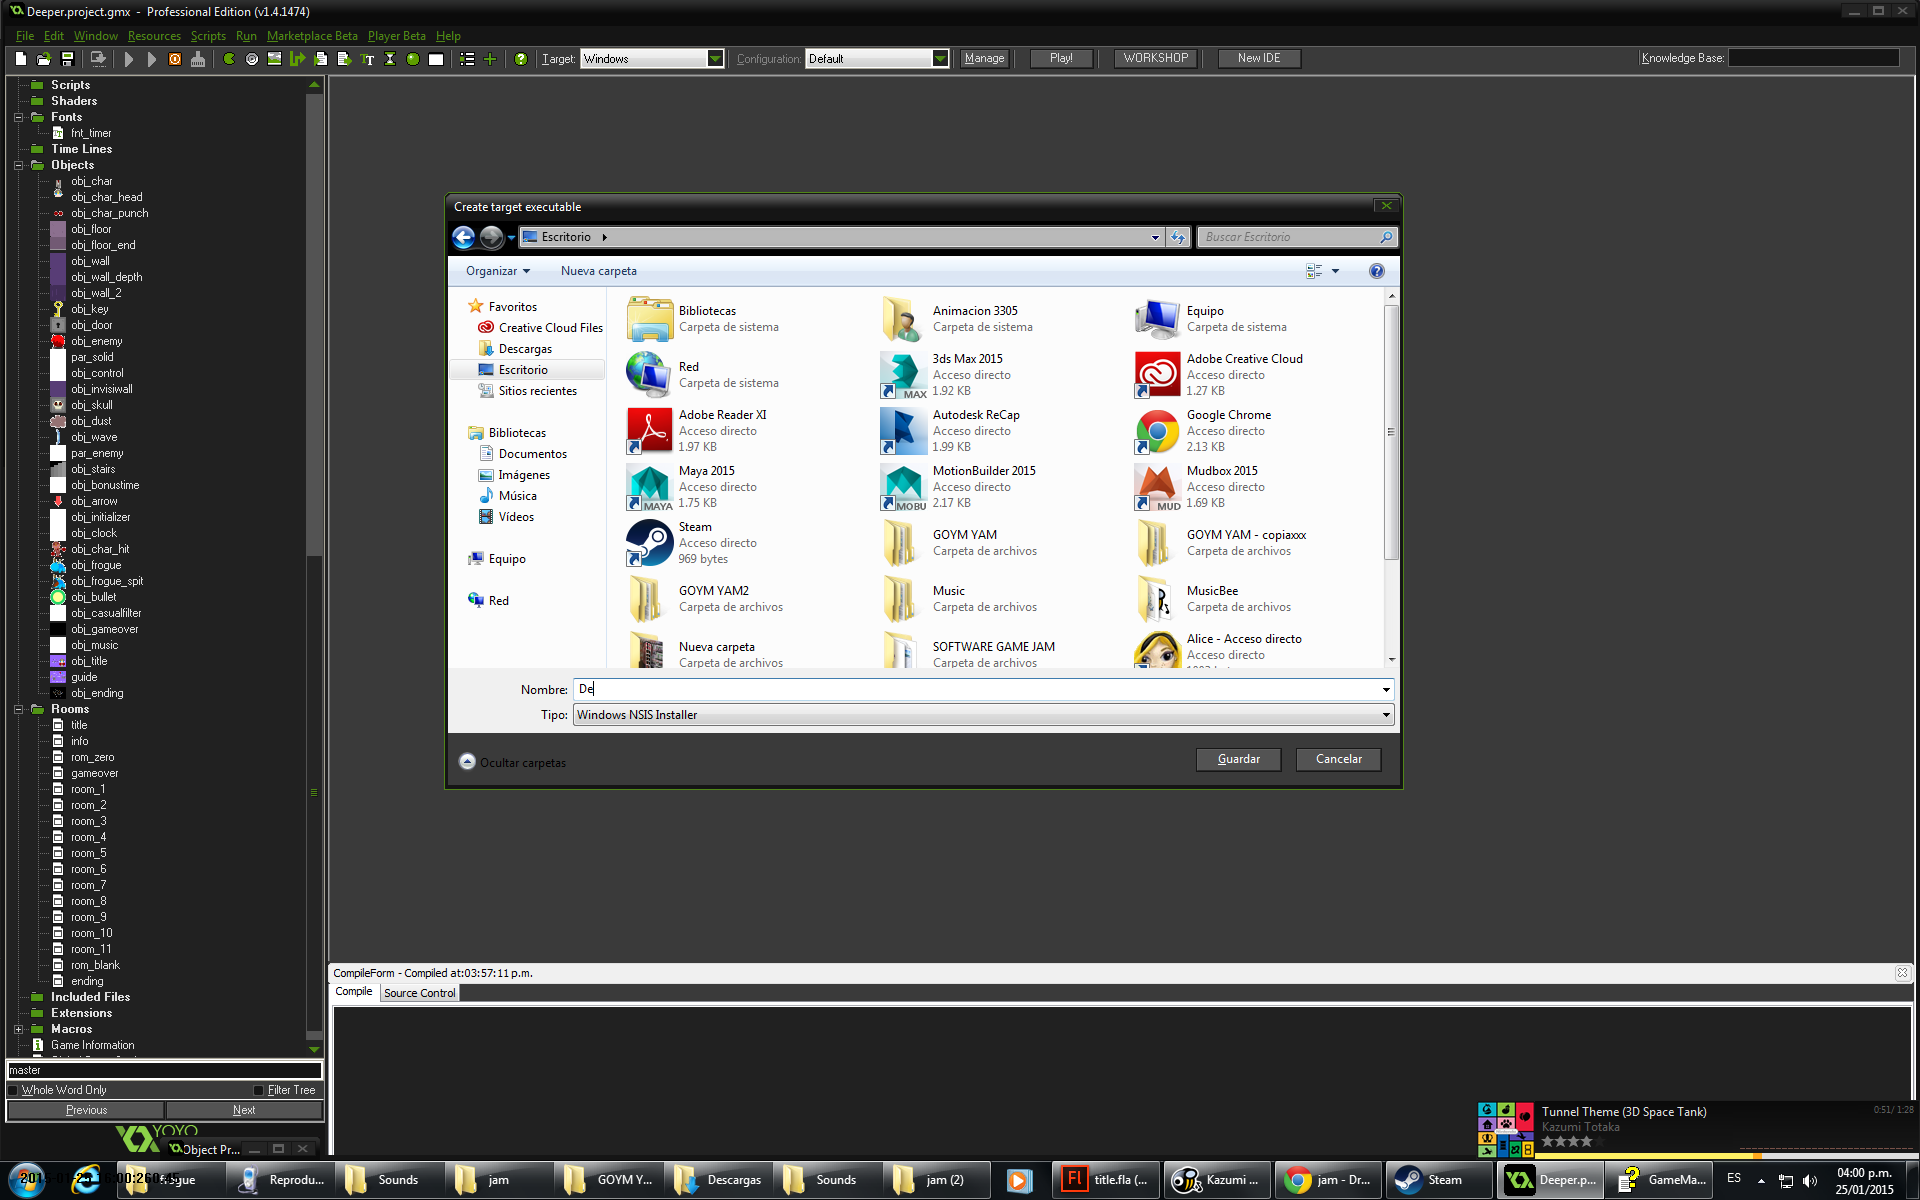 Deeper.project.gmx - Professional Edition (v1.4.1474)
File Edit Window Resources Scripts Run Marketplace Beta Player Beta Help
Target: Windows Configuration: Default Manage Play! WORKSHOP New IDE Knowledge Base:
Scripts
Shaders
Fonts
fnt_timer
Time Lines
Objects
obj_char
obj_char_head
obj_char_punch
obj_floor
obj_floor_end
obj_wall
obj_wall_depth
obj_wall_2
obj_key
obj_door
obj_enemy
par_solid
obj_control
obj_invisiwall
obj_skull
obj_dust
obj_wave
par_enemy
obj_stairs
obj_bonustime
obj_arrow
obj_initializer
obj_clock
obj_char_hit
obj_frogue
obj_frogue_spit
obj_bullet
obj_casualfilter
obj_gameover
obj_music
obj_title
guide
obj_ending
Rooms
title
info
rom_zero
gameover
room_1
room_2
room_3
room_4
room_5
room_6
room_7
room_8
room_9
room_10
room_11
rom_blank
ending
Included Files
Extensions
Macros
Game Information
master
Whole Word Only Filter Tree
Previous Next
YOYO
Object Pr...
Create target executable
Escritorio
Buscar Escritorio
Organizar Nueva carpeta
Favoritos
Creative Cloud Files
Descargas
Escritorio
Sitios recientes
Bibliotecas
Documentos
Imágenes
Música
Vídeos
Equipo
Red
Bibliotecas
Carpeta de sistema
Animacion 3305
Carpeta de sistema
Equipo
Carpeta de sistema
Red
Carpeta de sistema
3ds Max 2015
Acceso directo
1.92 KB
MAX
Adobe Creative Cloud
Acceso directo
1.27 KB
Adobe Reader XI
Acceso directo
1.97 KB
Autodesk ReCap
Acceso directo
1.99 KB
Google Chrome
Acceso directo
2.13 KB
Maya 2015
Acceso directo
1.75 KB
MAYA
MotionBuilder 2015
Acceso directo
2.17 KB
MOBU
Mudbox 2015
Acceso directo
1.69 KB
MUD
Steam
Acceso directo
969 bytes
GOYM YAM
Carpeta de archivos
GOYM YAM - copiaxxx
Carpeta de archivos
GOYM YAM2
Carpeta de archivos
Music
Carpeta de archivos
MusicBee
Carpeta de archivos
Nueva carpeta
Carpeta de archivos
SOFTWARE GAME JAM
Carpeta de archivos
Alice - Acceso directo
Acceso directo
Nombre: De
Tipo: Windows NSIS Installer
Ocultar carpetas
Guardar Cancelar
CompileForm - Compiled at:03:57:11 p.m.
Compile Source Control
Tunnel Theme (3D Space Tank) 0:51/ 1:28
Kazumi Totaka
Reprodu... Sounds jam GOYM Y... Descargas Sounds jam (2) Fl title.fla (... Kazumi ... jam - Dr... Steam Deeper.p... GameMa... ES
04:00 p.m.
25/01/2015